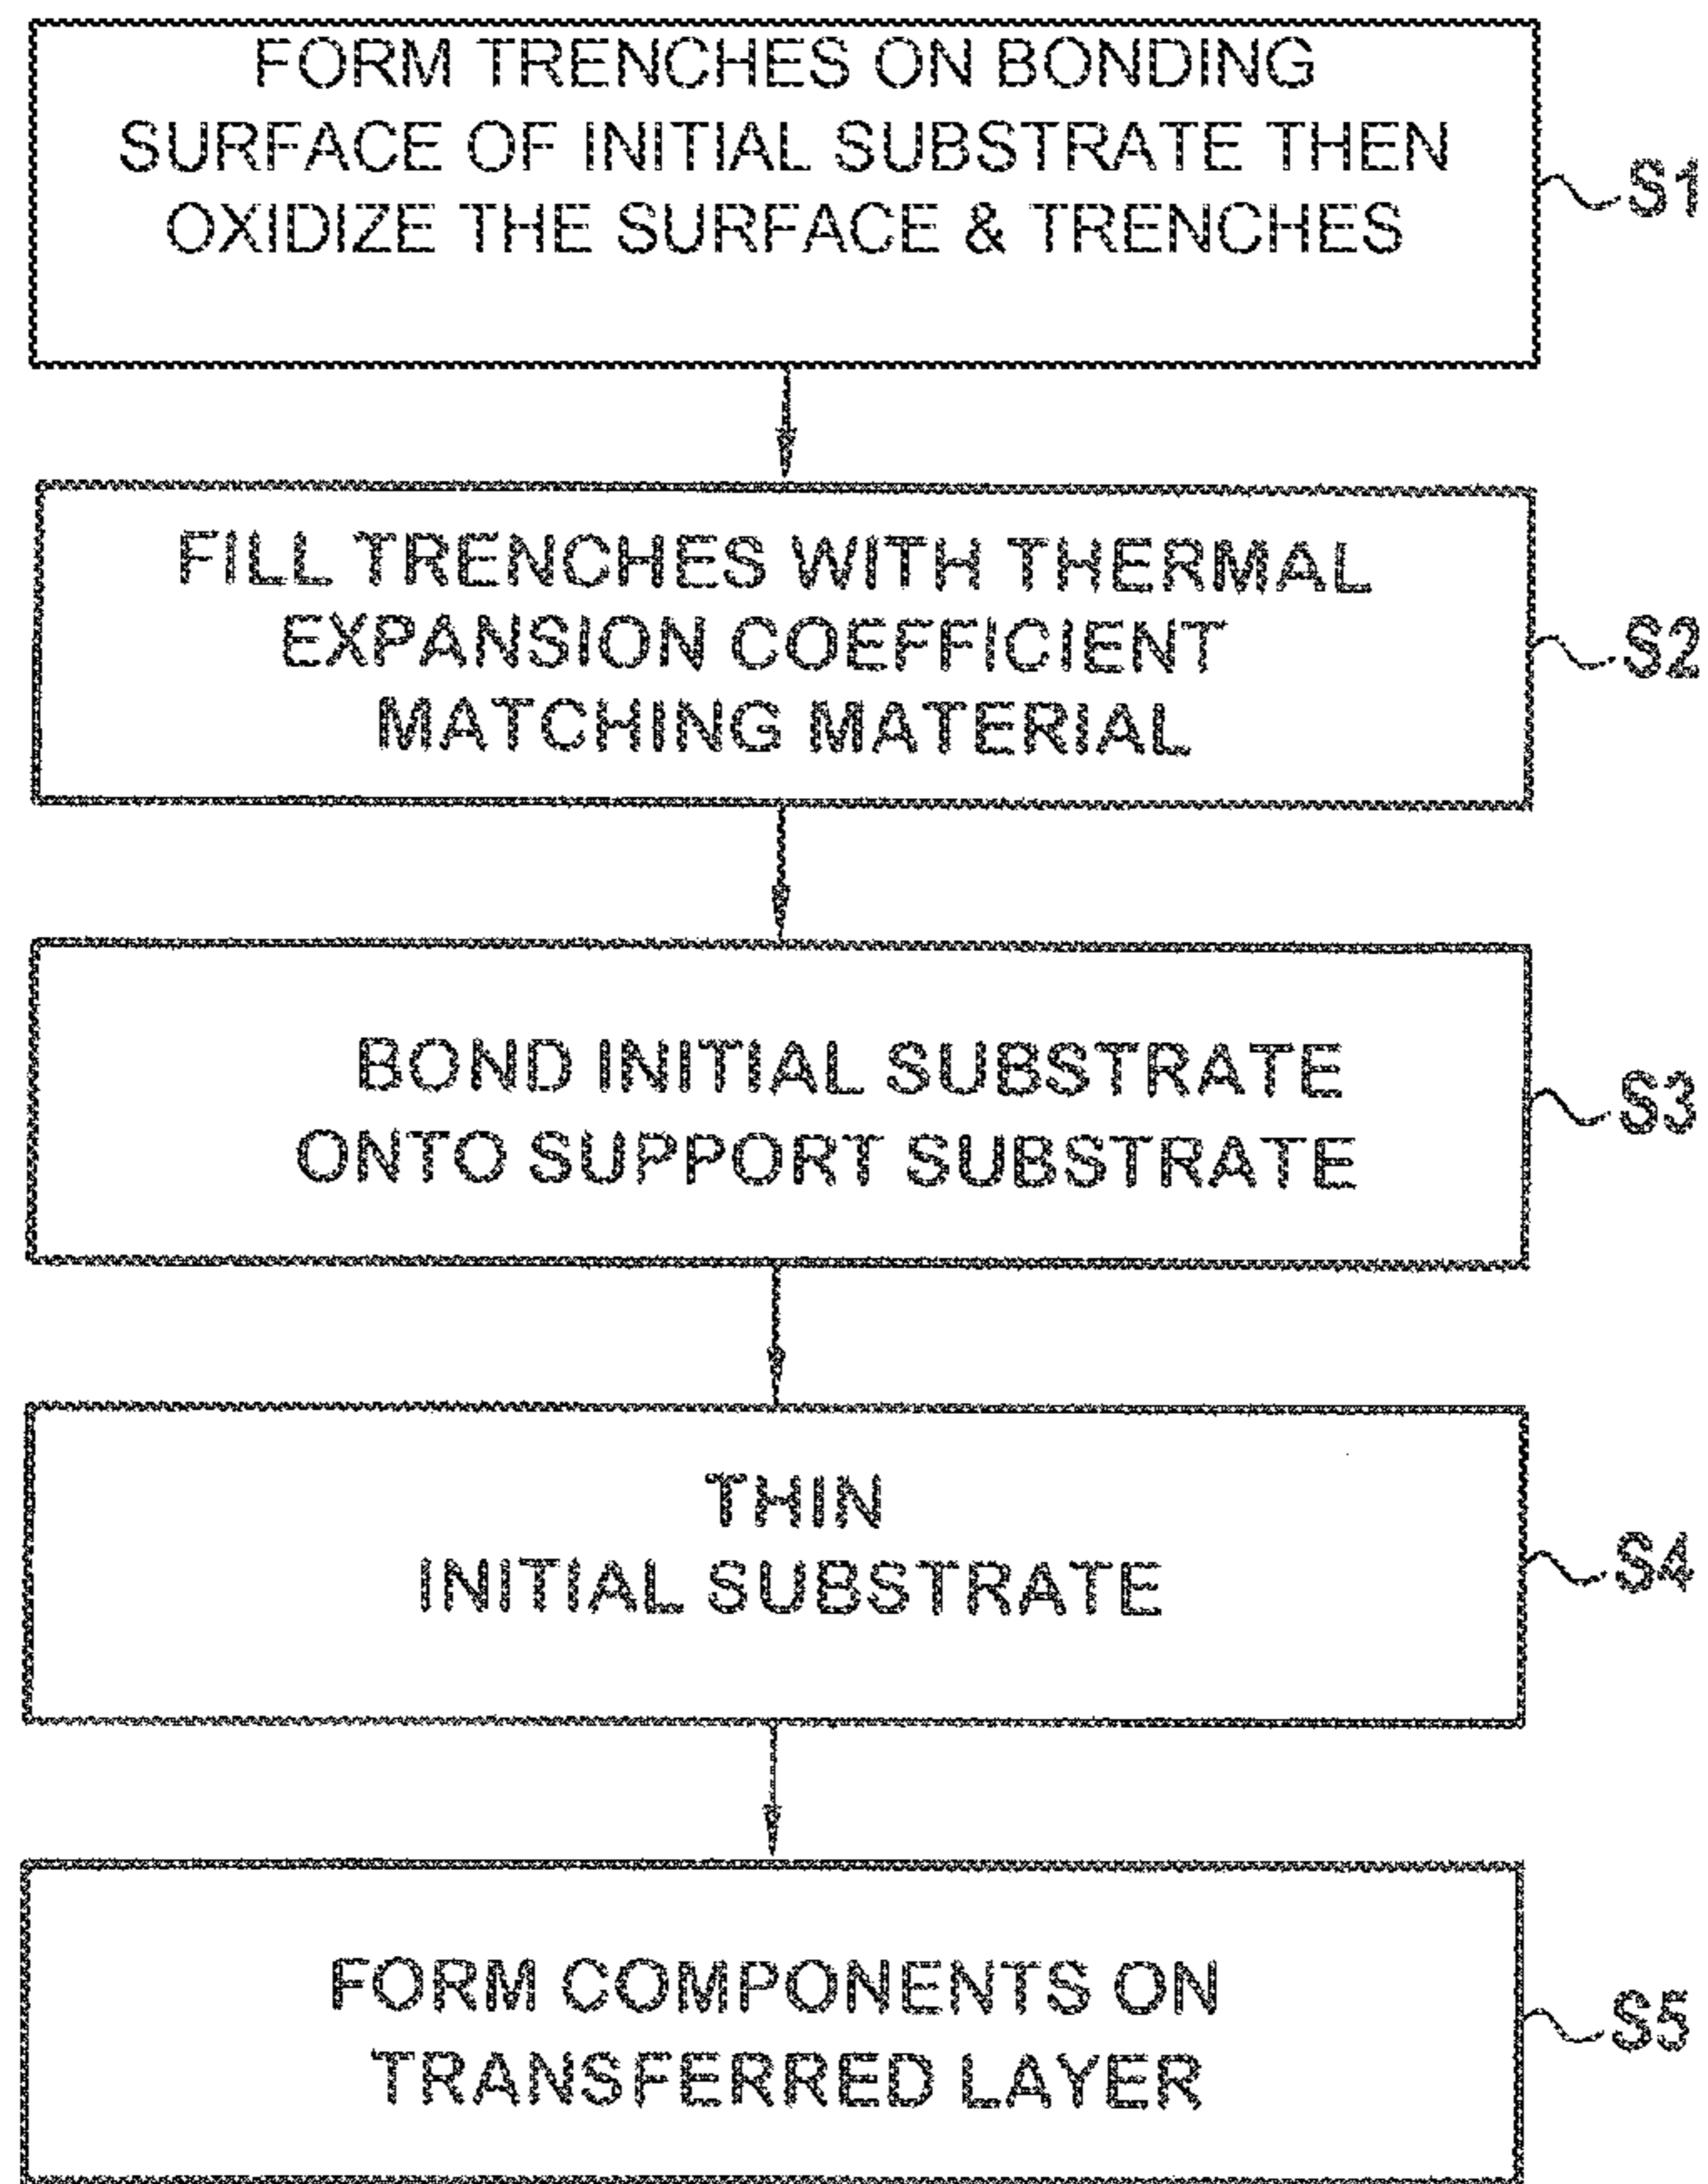 FORM TRENCHES ON BONDING
SURFACE OF INITIAL SUBSTRATE THEN
OXIDIZE THE SURFACE & TRENCHES
S1
FILL TRENCHES WITH THERMAL
EXPANSION COEFFICIENT
MATCHING MATERIAL
S2
BOND INITIAL SUBSTRATE
ONTO SUPPORT SUBSTRATE
S3
THIN
INITIAL SUBSTRATE
S4
FORM COMPONENTS ON
TRANSFERRED LAYER
S5